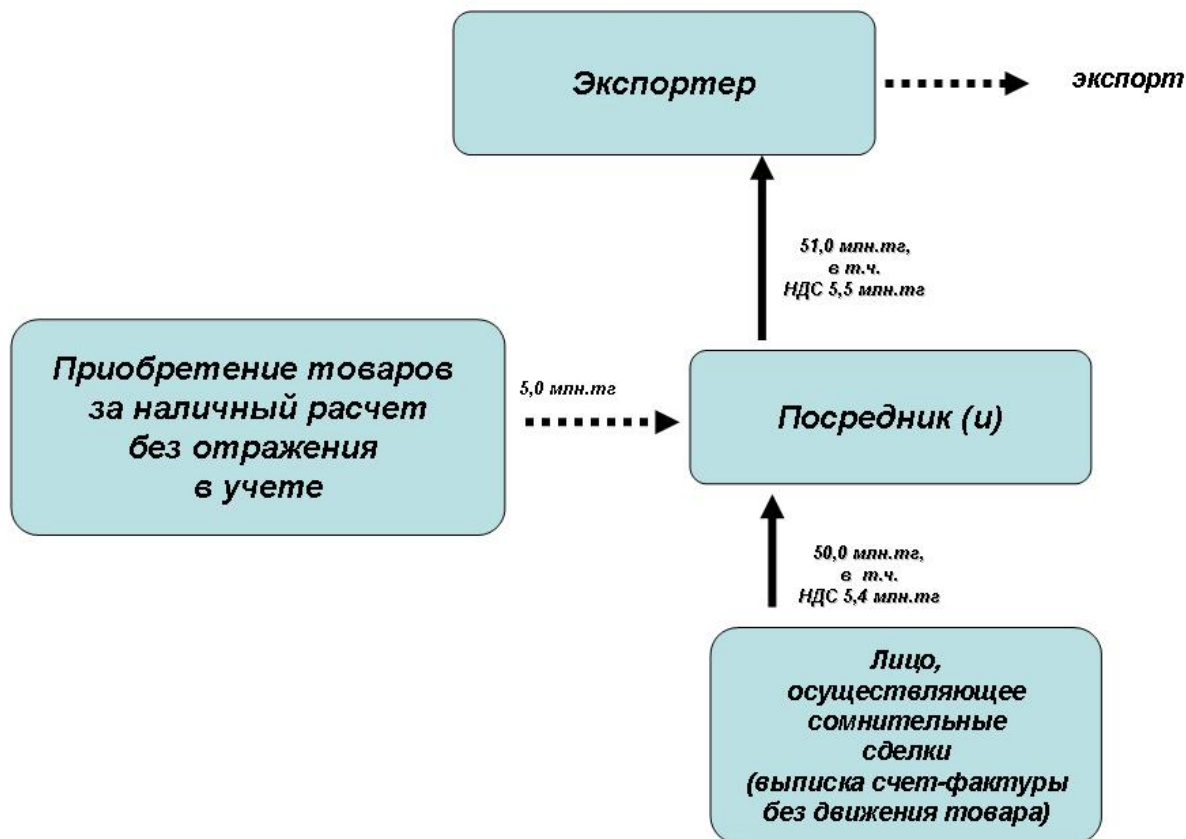 Экспортер
экспорт
51,0 млн.тг,
в т.ч.
НДС 5,5 млн.тг
Приобретение товаров
за наличный расчет
без отражения
в учете
5,0 млн.тг
Посредник (и)
50,0 млн.тг,
в т.ч.
НДС 5,4 млн.тг
Лицо,
осуществляющее
сомнительные
сделки
(выписка счет-фактуры
без движения товара)